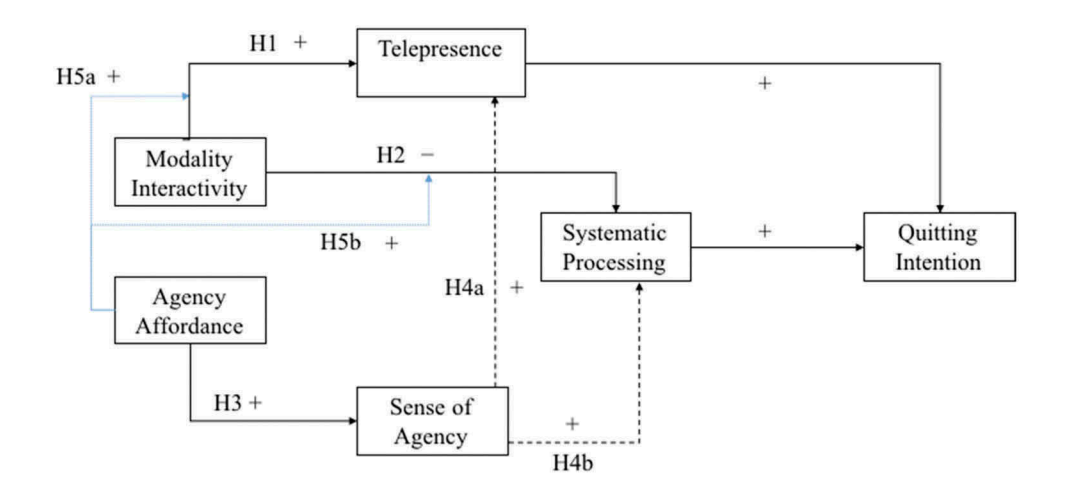 H1 +
Telepresence
H5a +
+
Modality
Interactivity
H2 −
H5b +
Systematic
Processing
+
Quitting
Intention
Agency
Affordance
H4a +
H3 +
Sense of
Agency
+
H4b